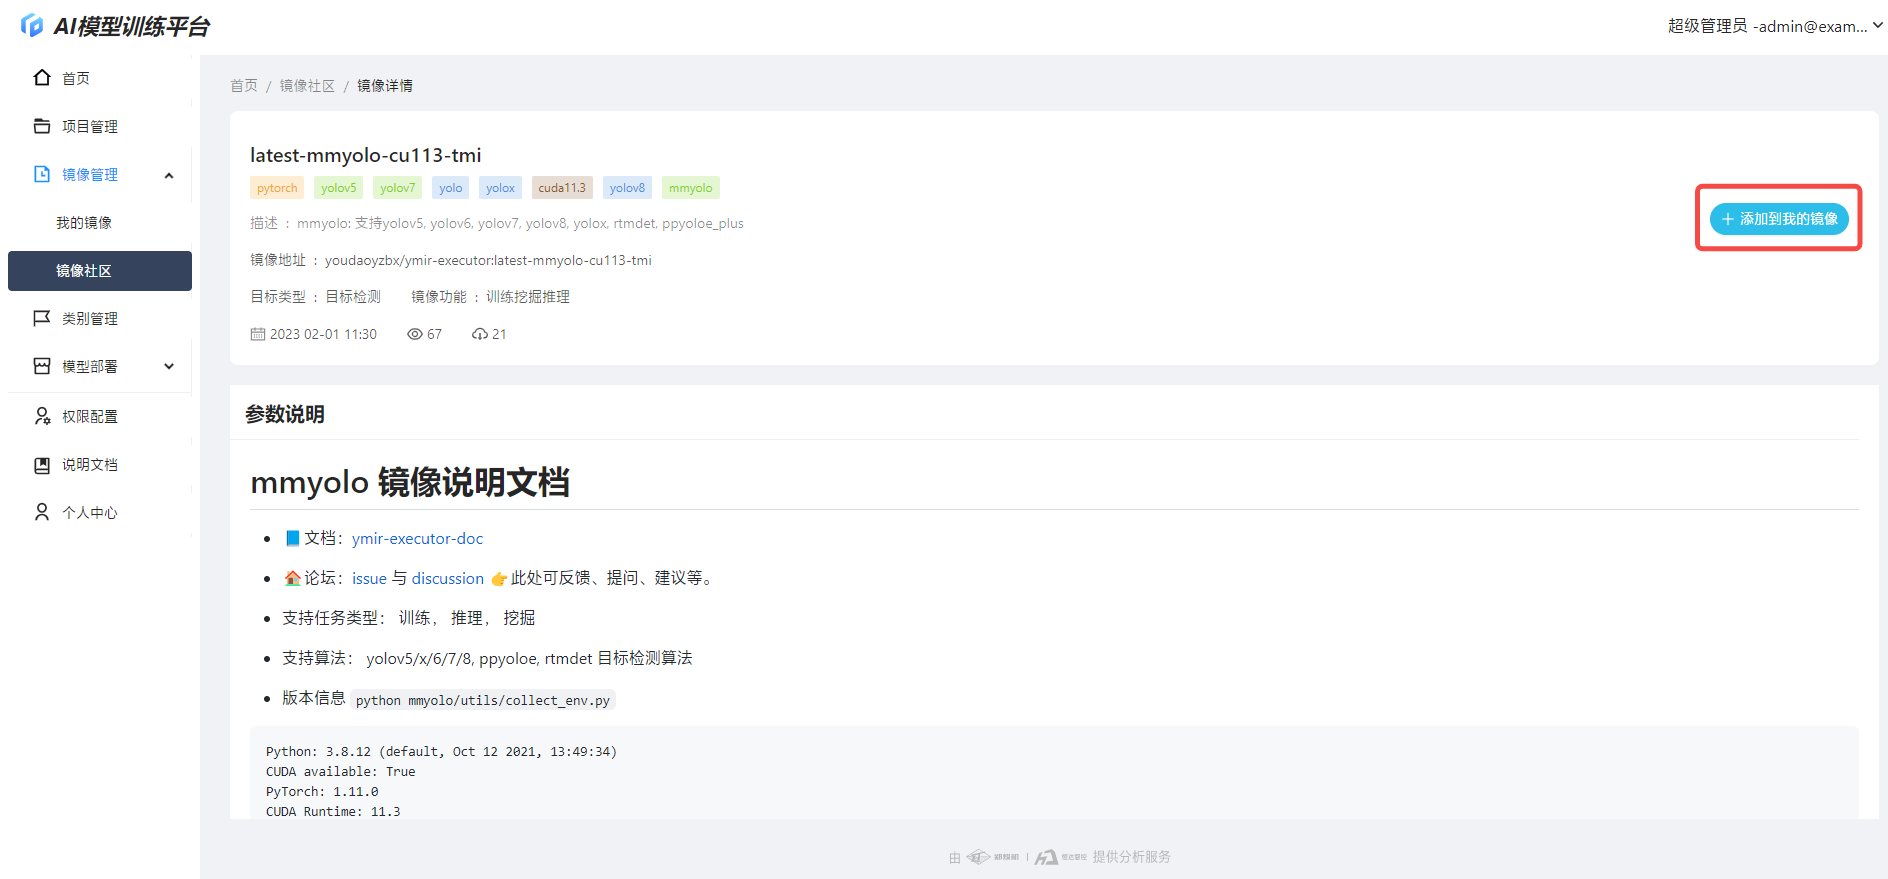 AI模型训练平台
超级管理员 -admin@exam...
首页
项目管理
镜像管理
我的镜像
镜像社区
类别管理
模型部署
权限配置
说明文档
个人中心
首页 / 镜像社区 / 镜像详情
latest-mmyolo-cu113-tmi
pytorch yolov5 yolov7 yolo yolox cuda11.3 yolov8 mmyolo
描述 : mmyolo: 支持yolov5, yolov6, yolov7, yolov8, yolox, rtmdet, ppyoloe_plus
添加到我的镜像
镜像地址 : youdaoyzbx/ymir-executor:latest-mmyolo-cu113-tmi
目标类型 : 目标检测 镜像功能 : 训练挖掘推理
2023 02-01 11:30 67 21
参数说明
mmyolo 镜像说明文档
文档：ymir-executor-doc
论坛：issue 与 discussion 此处可反馈、提问、建议等。
支持任务类型： 训练， 推理， 挖掘
支持算法： yolov5/x/6/7/8, ppyoloe, rtmdet 目标检测算法
版本信息 python mmyolo/utils/collect_env.py
Python: 3.8.12 (default, Oct 12 2021, 13:49:34)
CUDA available: True
PyTorch: 1.11.0
CUDA Runtime: 11.3
由 | 提供分析服务